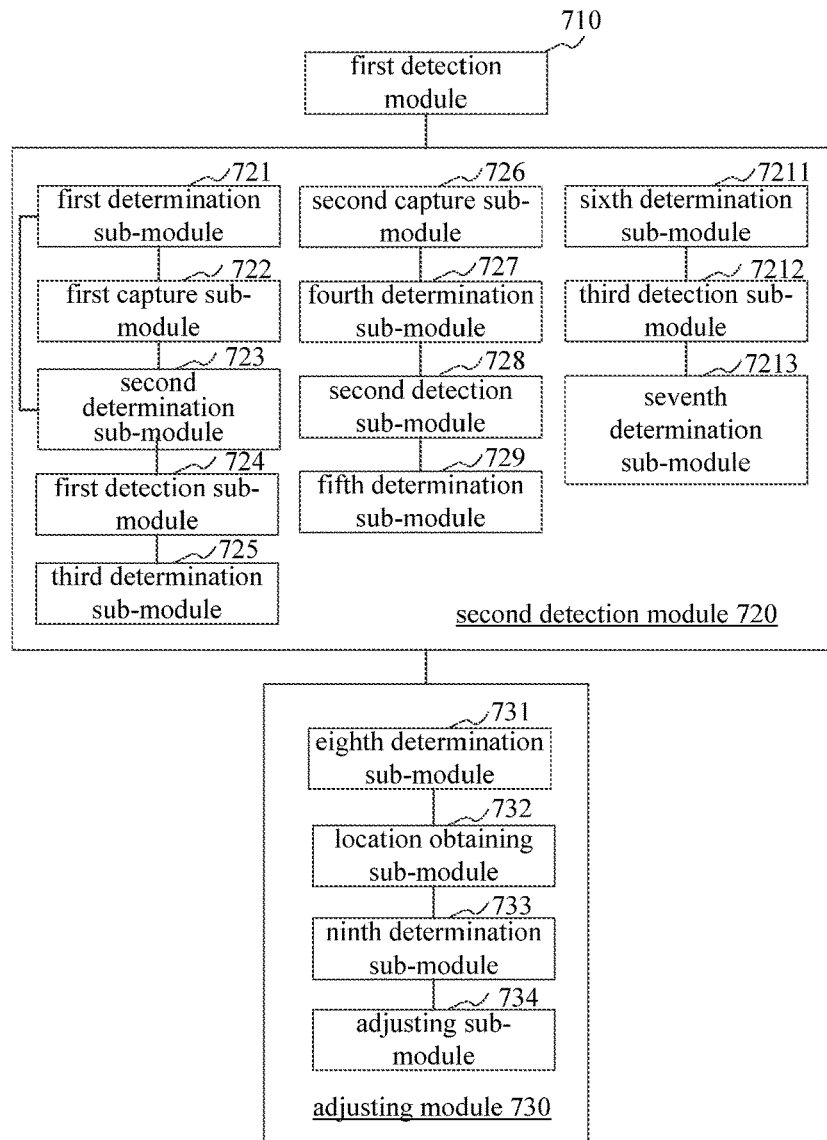 710
first detection
module
721
first determination
sub-module
722
first capture sub-
module
723
second
determination
sub-module
724
first detection sub-
module
725
third determination
sub-module
726
second capture sub-
module
727
fourth determination
sub-module
728
second detection
sub-module
729
fifth determination
sub-module
7211
sixth determination
sub-module
7212
third detection sub-
module
7213
seventh
determination
sub-module
second detection module 720
731
eighth determination
sub-module
732
location obtaining
sub-module
733
ninth determination
sub-module
734
adjusting sub-
module
adjusting module 730